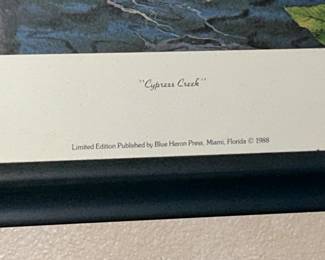 "Cypress Creek"
Limited Edition Published by Blue Heron Press, Miami, Florida © 1988